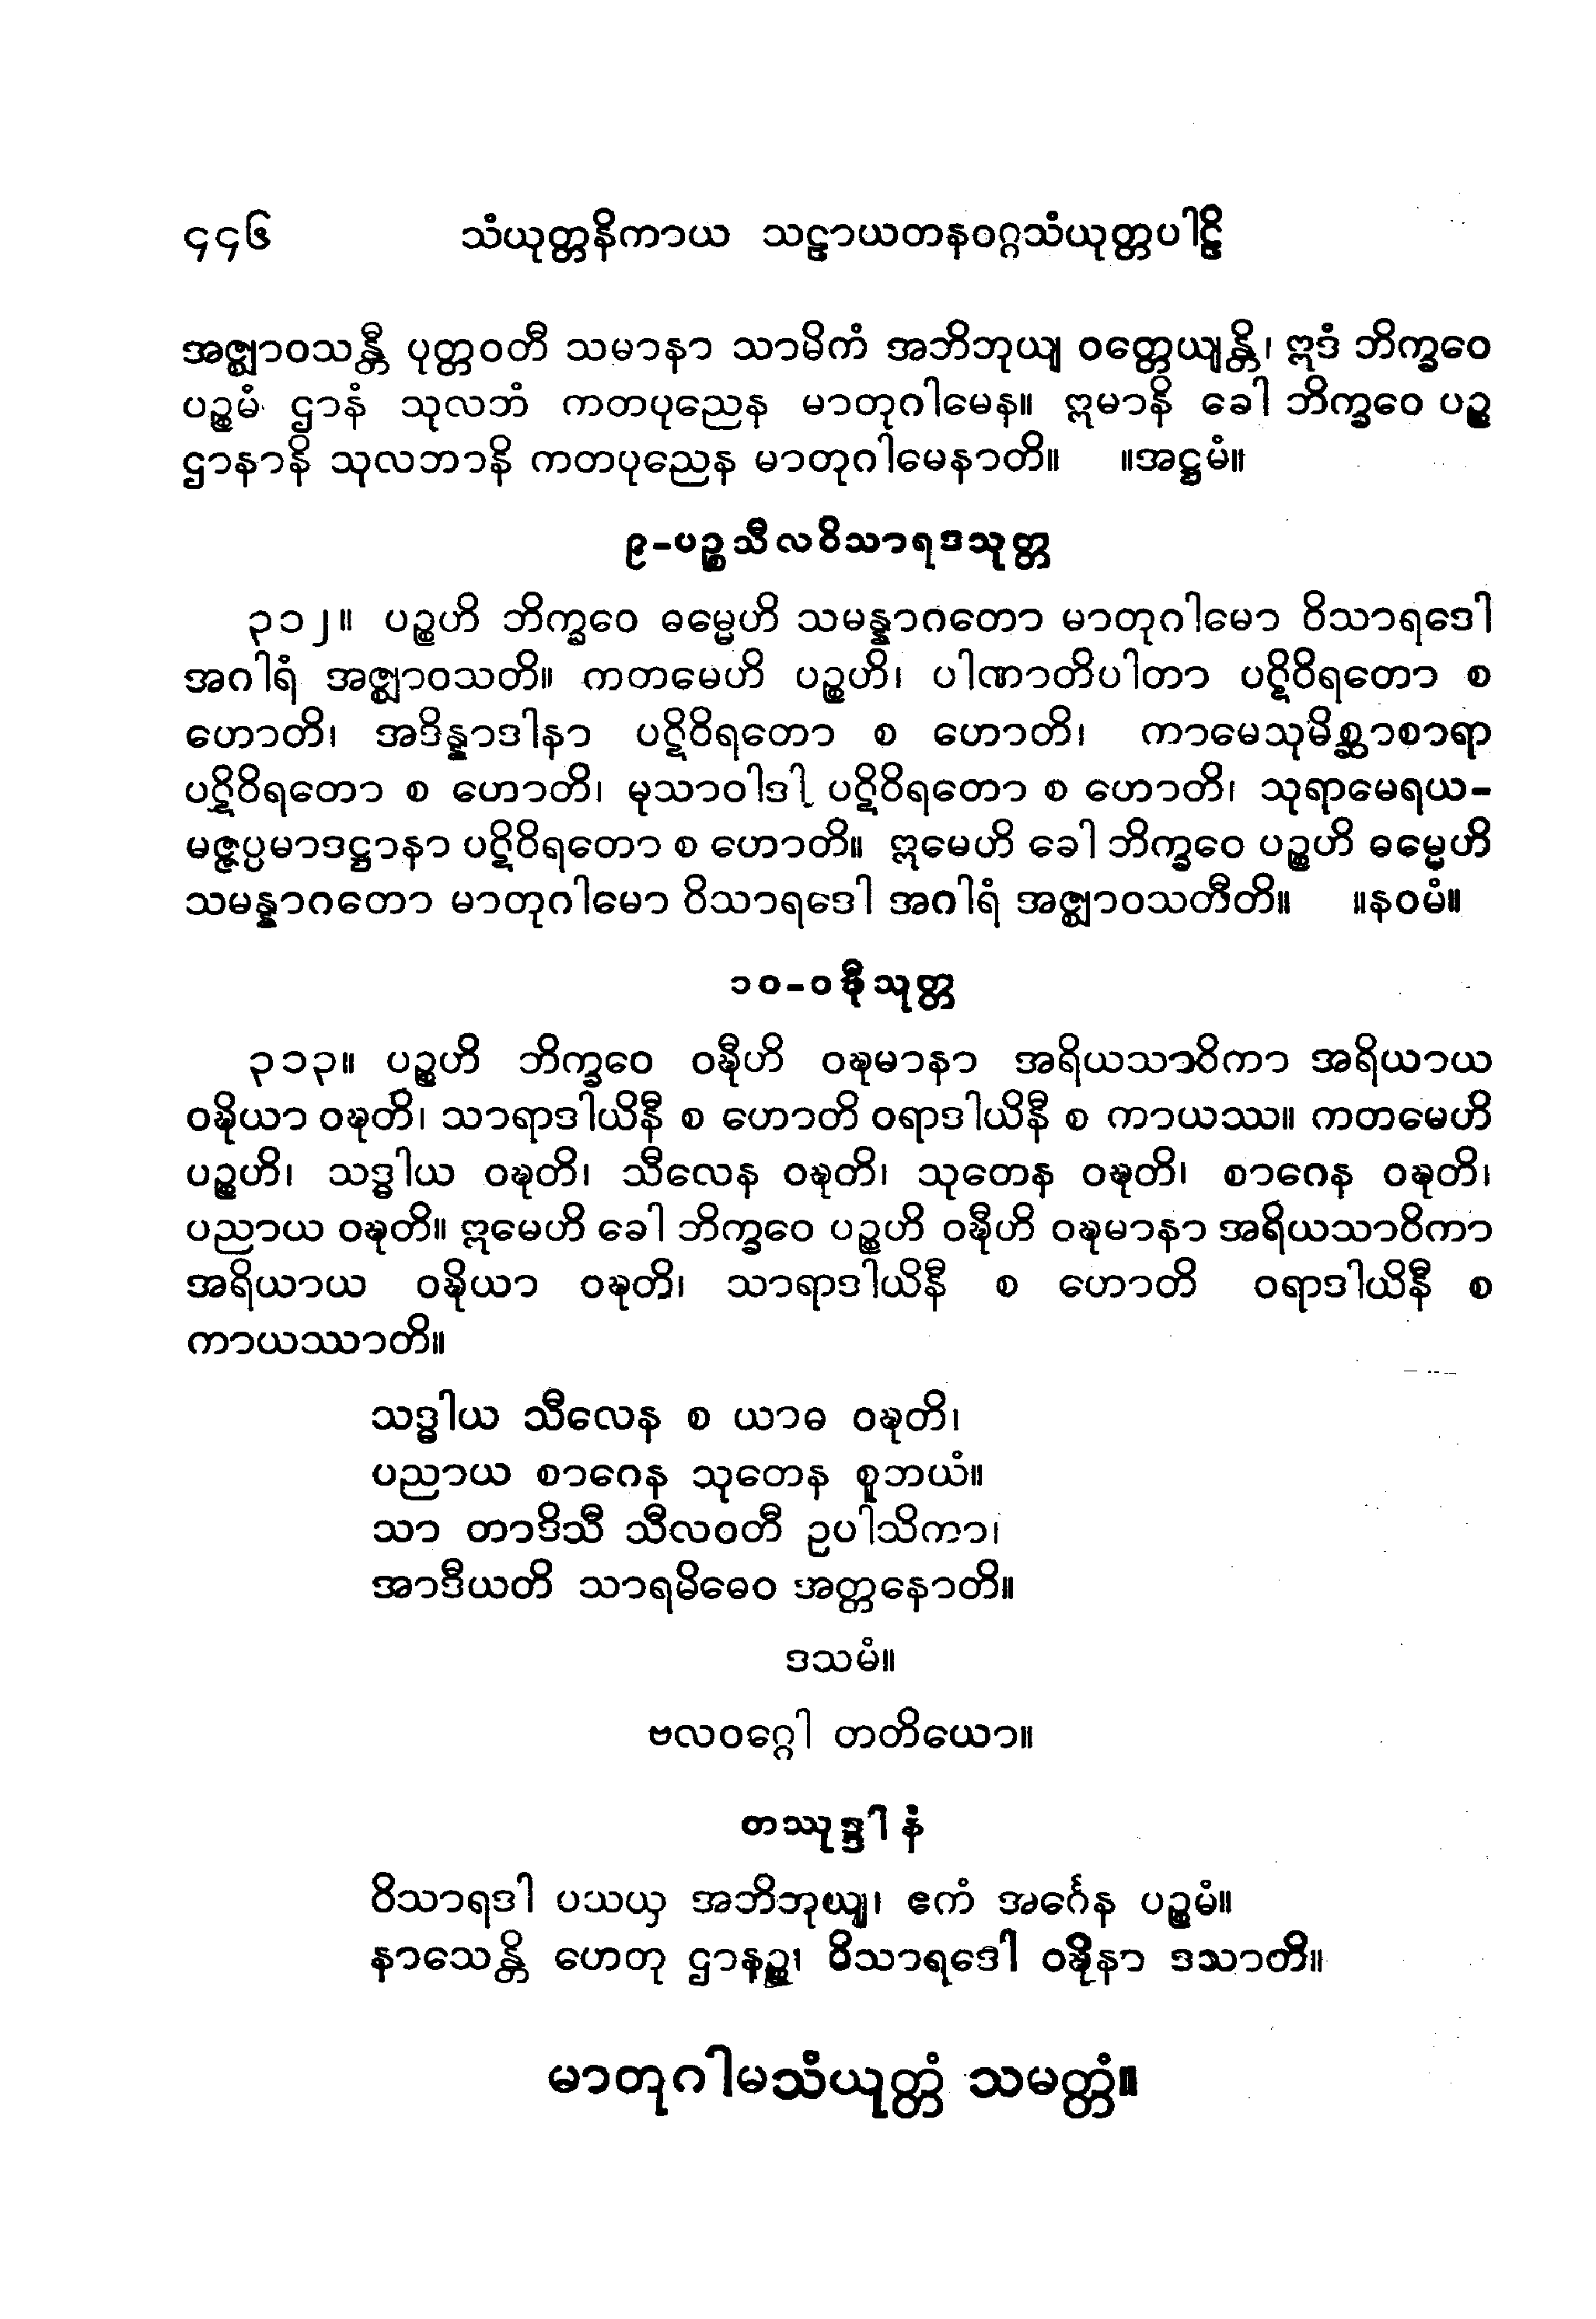 ၄၄၆ သံယုတ္တနိကာယ သဠာယတနဝဂ္ဂသံယုတ္တပါဠိ
အဇ္ဈာဝသန္တီ ပုတ္တဝတီ သမာနာ သာမိကံ အဘိဘုယျ ဝတ္တေယျန္တိ၊ ဣဒံ ဘိက္ခဝေ
ပဉ္စမံ ဌာနံ သုလဘံ ကတပုညေန မာတုဂါမေန။ ဣမာနိ ခေါ ဘိက္ခဝေ ပဉ္စ
ဌာနာနိ သုလဘာနိ ကတပုညေန မာတုဂါမေနာတိ။ ။အဋ္ဌမံ။
၉-ပဉ္စသီလဝိသာရဒသုတ္တ
၃၁၂။ ပဉ္စဟိ ဘိက္ခဝေ ဓမ္မေဟိ သမန္နာဂတော မာတုဂါမော ဝိသာရဒေါ
အဂါရံ အဇ္ဈာဝသတိ။ ကတမေဟိ ပဉ္စဟိ၊ ပါဏာတိပါတာ ပဋိဝိရတော စ
ဟောတိ၊ အဒိန္နာဒါနာ ပဋိဝိရတော စ ဟောတိ၊ ကာမေသုမိစ္ဆာစာရာ
ပဋိဝိရတော စ ဟောတိ၊ မုသာဝါဒါ ပဋိဝိရတော စ ဟောတိ၊ သုရာမေရယ-
မဇ္ဇပ္ပမာဒဋ္ဌာနာ ပဋိဝိရတော စ ဟောတိ။ ဣမေဟိ ခေါ ဘိက္ခဝေ ပဉ္စဟိ ဓမ္မေဟိ
သမန္နာဂတော မာတုဂါမော ဝိသာရဒေါ အဂါရံ အဇ္ဈာဝသတီတိ။ ။နဝမံ။
၁၀-ဝဍ္ဎီသုတ္တ
၃၁၃။ ပဉ္စဟိ ဘိက္ခဝေ ဝဍ္ဎီဟိ ဝဍ္ဎမာနာ အရိယသာဝိကာ အရိယာယ
ဝဍ္ဎိယာ ဝဍ္ဎတိ၊ သာရာဒါယိနီ စ ဟောတိ ဝရာဒါယိနီ စ ကာယဿ။ ကတမေဟိ
ပဉ္စဟိ၊ သဒ္ဓါယ ဝဍ္ဎတိ၊ သီလေန ဝဍ္ဎတိ၊ သုတေန ဝဍ္ဎတိ၊ စာဂေန ဝဍ္ဎတိ၊
ပညာယ ဝဍ္ဎတိ။ ဣမေဟိ ခေါ ဘိက္ခဝေ ပဉ္စဟိ ဝဍ္ဎီဟိ ဝဍ္ဎမာနာ အရိယသာဝိကာ
အရိယာယ ဝဍ္ဎိယာ ဝဍ္ဎတိ၊ သာရာဒါယိနီ စ ဟောတိ ဝရာဒါယိနီ စ
ကာယဿာတိ။
သဒ္ဓါယ သီလေန စ ယာဓ ဝဍ္ဎတိ၊
ပညာယ စာဂေန သုတေန စူဘယံ။
သာ တာဒိသီ သီလဝတီ ဥပါသိကာ၊
အာဒီယတိ သာရမိဓေဝ အတ္တနောတိ။
ဒသမံ။
ဗလဝဂ္ဂေါ တတိယော။
တဿုဒ္ဒါနံ
ဝိသာရဒါ ပသယှ အဘိဘုယျ၊ ဧကံ အင်္ဂေန ပဉ္စမံ။
နာသေန္တိ ဟေတု ဌာနဉ္စ၊ ဝိသာရဒေါ ဝဍ္ဎိနာ ဒသာတိ။
မာတုဂါမသံယုတ္တံ သမတ္တံ။